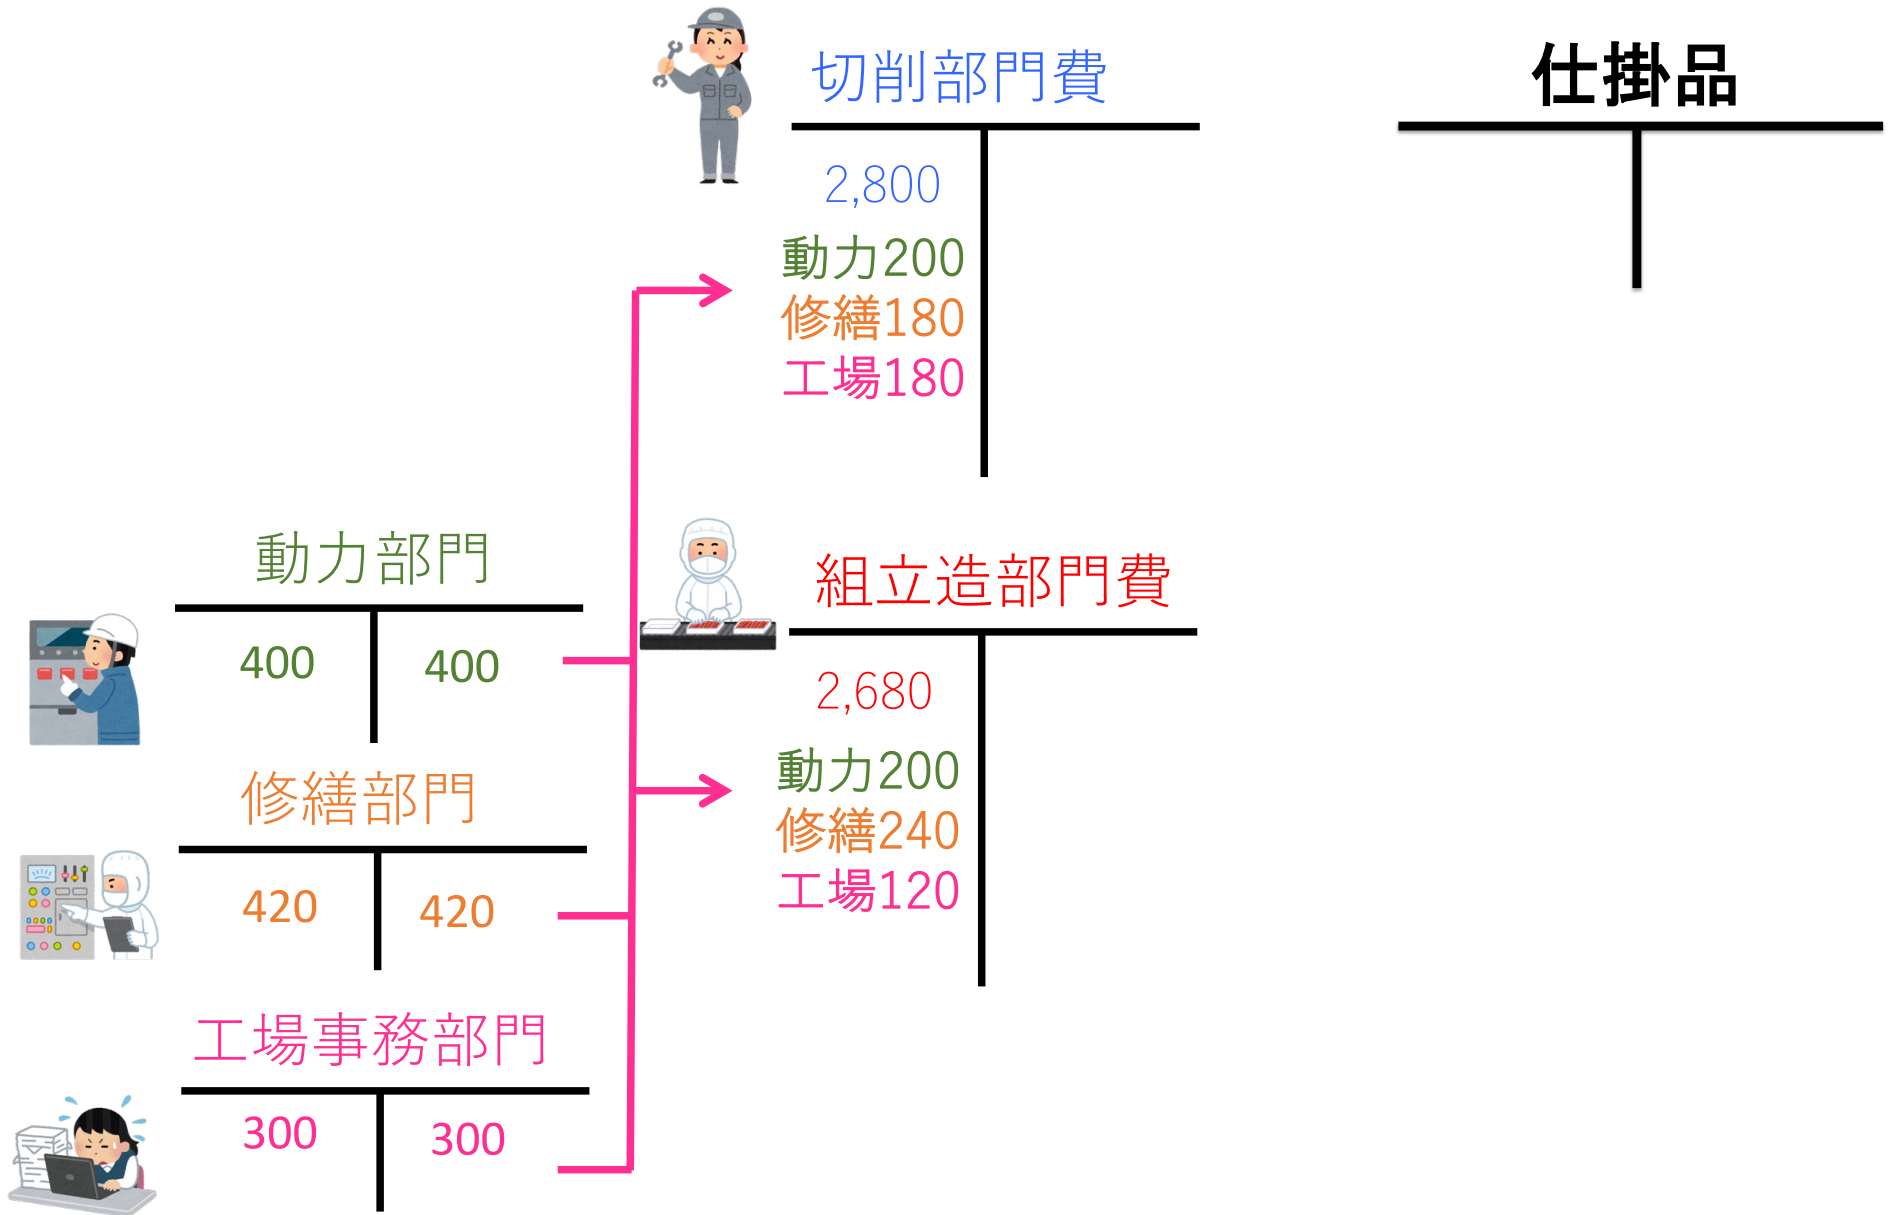 切削部門費
仕掛品
2,800
動力200
修繕180
工場180
動力部門
400
400
組立造部門費
2,680
動力200
修繕240
工場120
修繕部門
420
420
工場事務部門
300
300